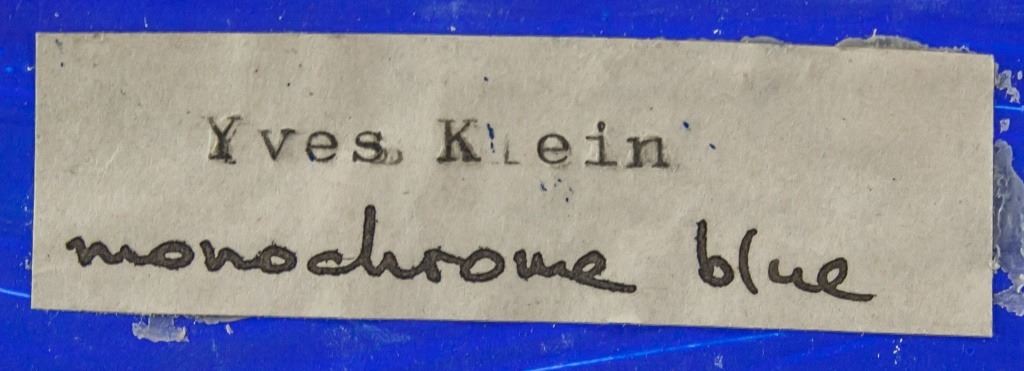 Yves Klein
monochrome blue